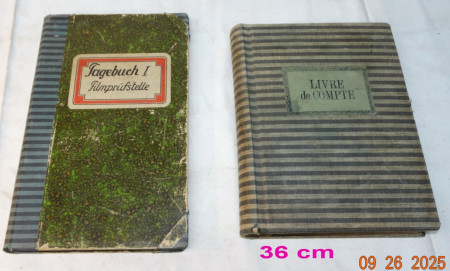 Tagebuch I
Filmprüfstelle
LIVRE
de COMPTE
36 cm
09 26 2025